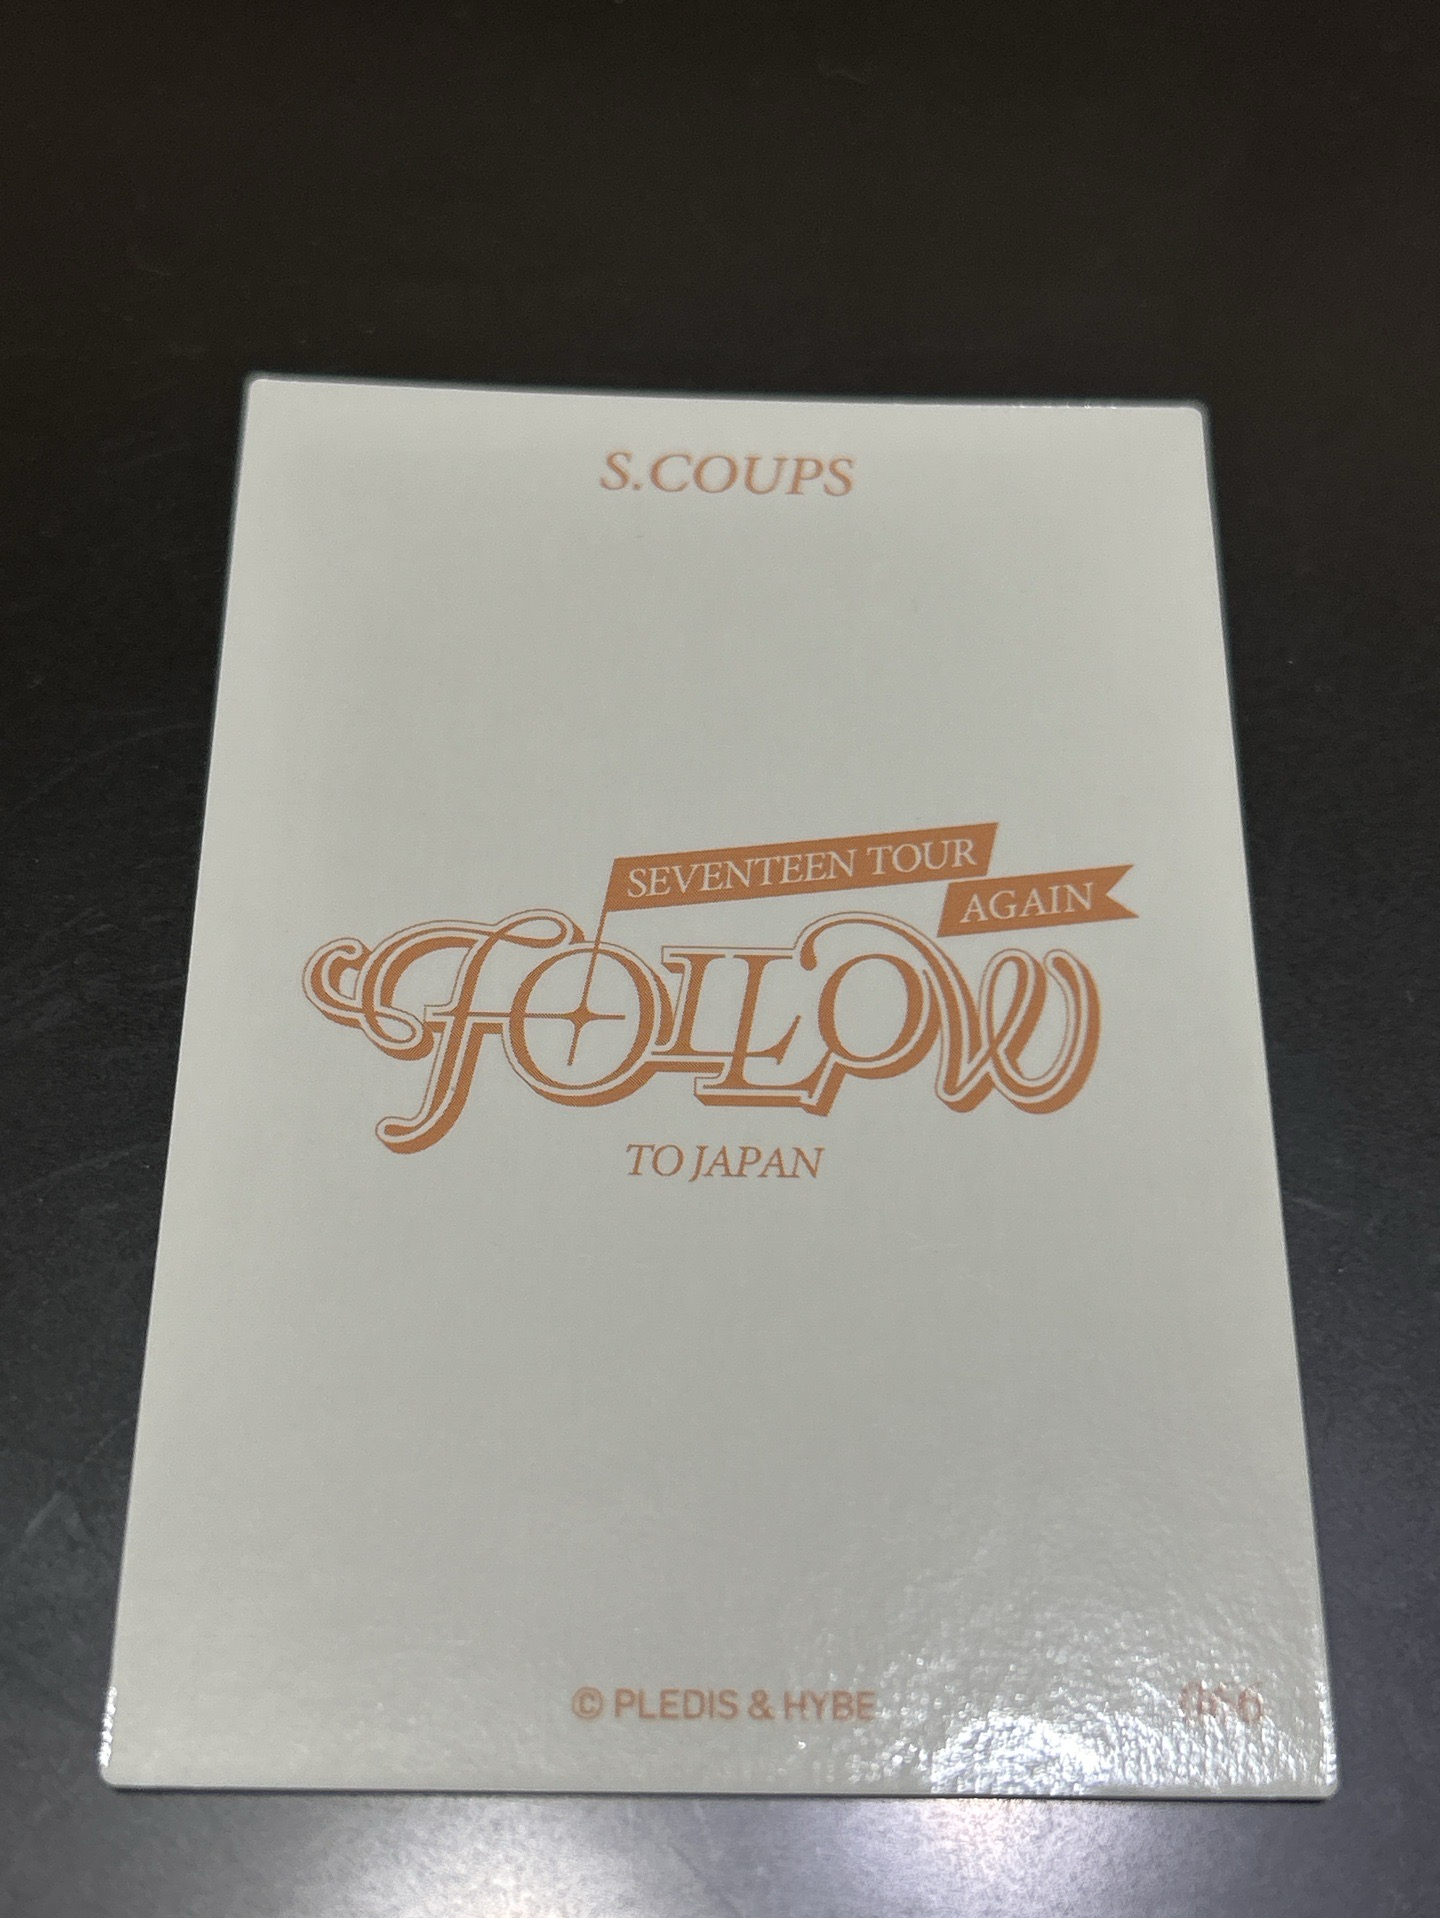 S.COUPS
SEVENTEEN TOUR
AGAIN
FOLLOW
TO JAPAN
© PLEDIS & HYBE